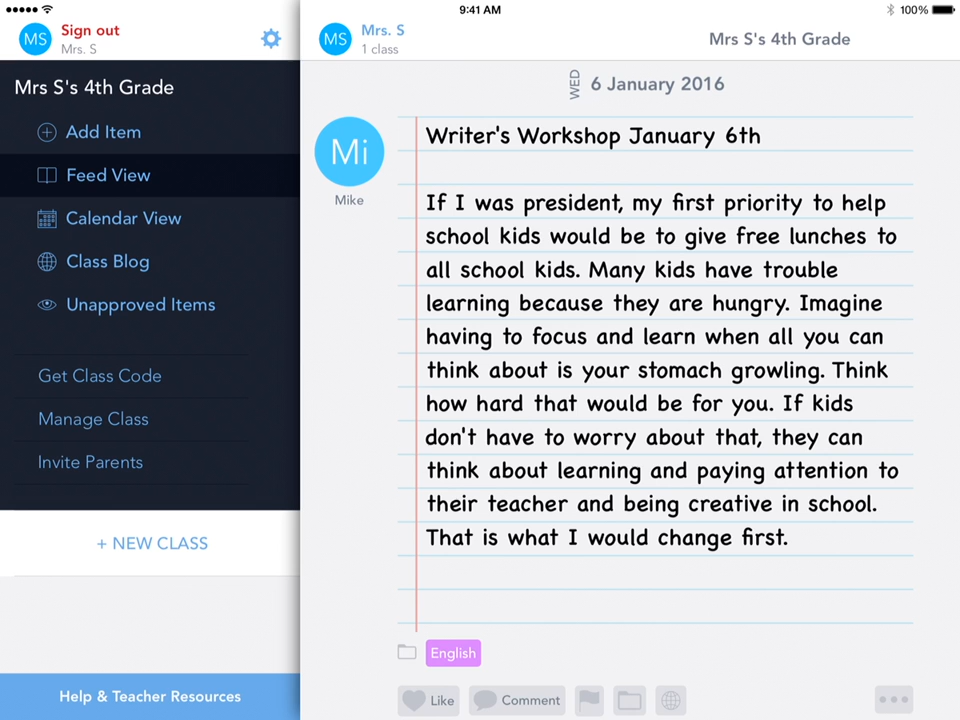 9:41 AM
100%
MS
Sign out
Mrs. S
Mrs S's 4th Grade
Add Item
Feed View
Calendar View
Class Blog
Unapproved Items
Get Class Code
Manage Class
Invite Parents
+ NEW CLASS
Help & Teacher Resources
MS
Mrs. S
1 class
Mrs S's 4th Grade
WED
6 January 2016
Mi
Mike
Writer's Workshop January 6th
If I was president, my first priority to help
school kids would be to give free lunches to
all school kids. Many kids have trouble
learning because they are hungry. Imagine
having to focus and learn when all you can
think about is your stomach growling. Think
how hard that would be for you. If kids
don't have to worry about that, they can
think about learning and paying attention to
their teacher and being creative in school.
That is what I would change first.
English
Like
Comment